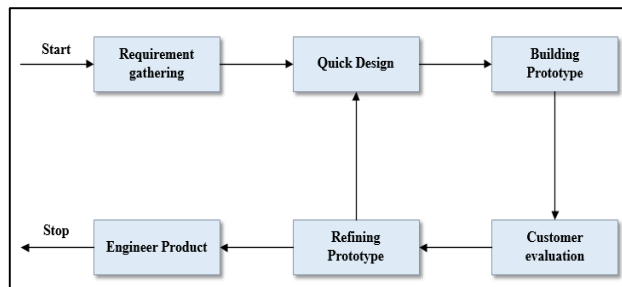 Start
Requirement
gathering
Quick Design
Building
Prototype
Stop
Engineer Product
Refining
Prototype
Customer
evaluation